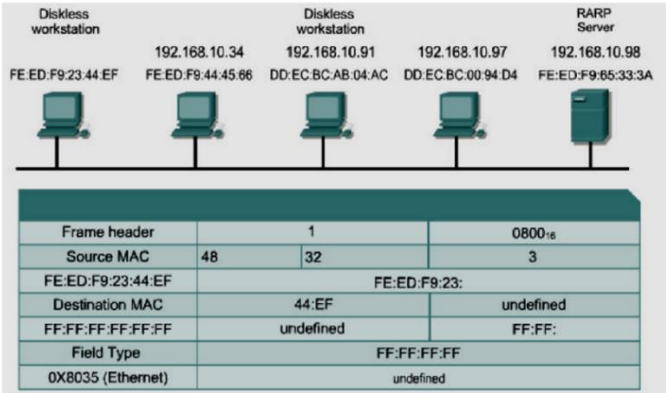 Diskless
workstation
Diskless
workstation
RARP
Server
192.168.10.34
192.168.10.91
192.168.10.97
192.168.10.98
FE:ED:F9:23:44:EF
FE:ED:F9:44:45:66
DD:EC:BC:AB:04:AC
DD:EC:BC:00:94:D4
FE:ED:F9:65:33:3A
Frame header 1 0800₁₆
Source MAC 48 32 3
FE:ED:F9:23:44:EF FE:ED:F9:23:
Destination MAC 44:EF undefined
FF:FF:FF:FF:FF:FF undefined FF:FF:
Field Type FF:FF:FF:FF
0X8035 (Ethernet) undefined